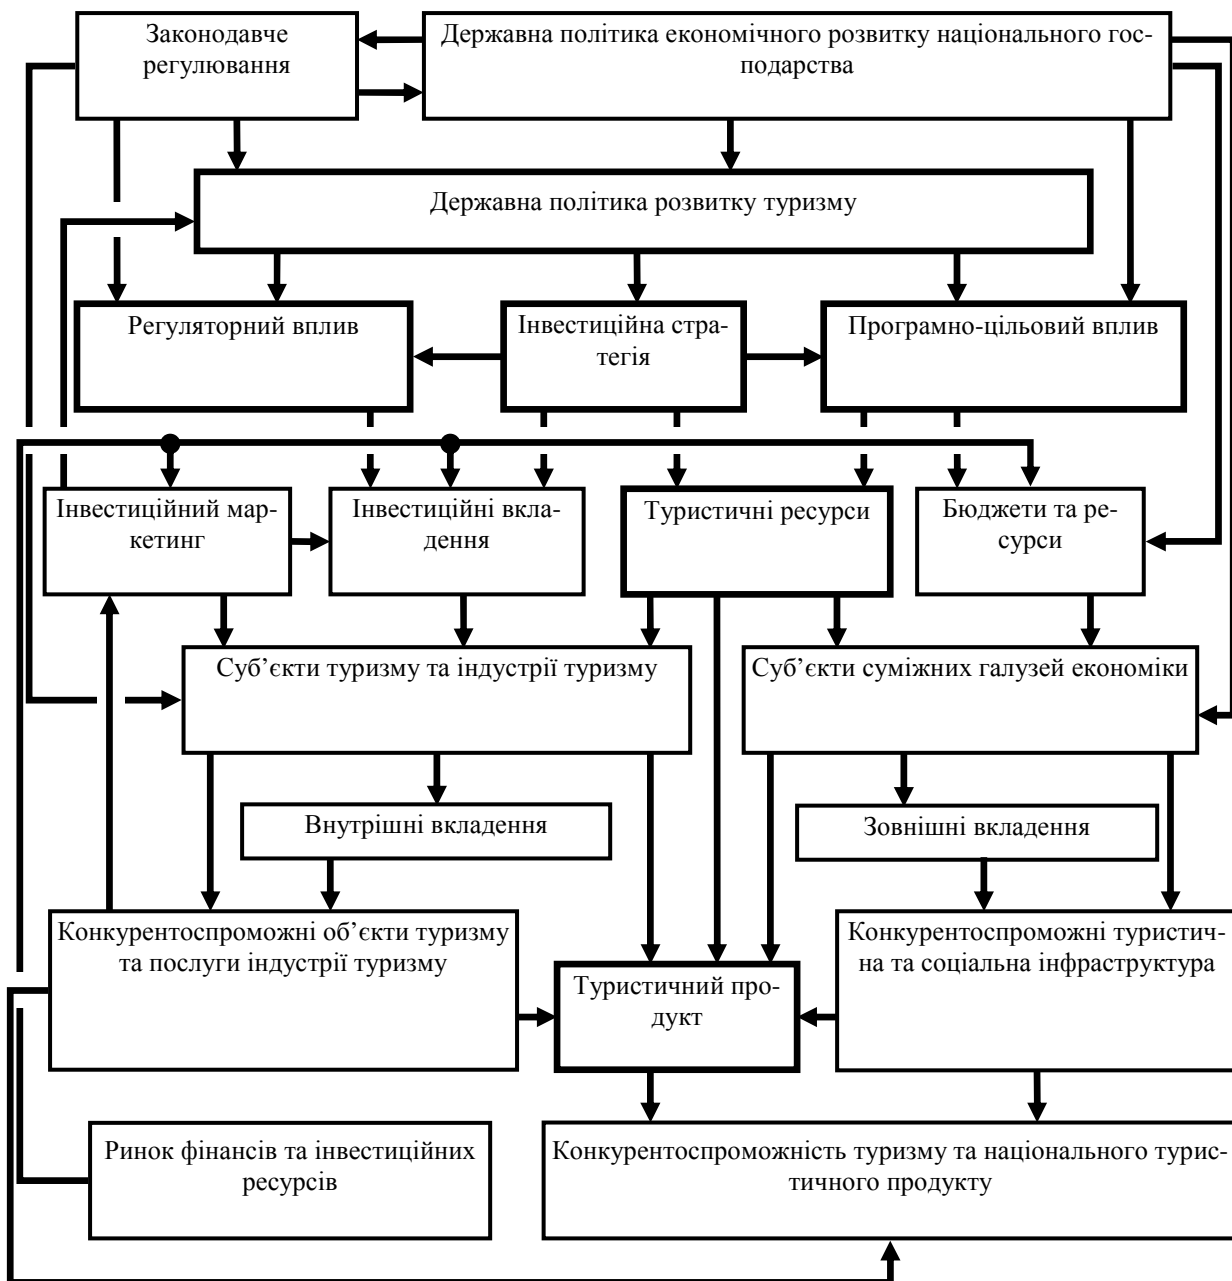 Законодавче
регулювання
Державна політика економічного розвитку національного гос-
подарства
Державна політика розвитку туризму
Регуляторний вплив
Інвестиційна стра-
тегія
Програмно-цільовий вплив
Інвестиційний мар-
кетинг
Інвестиційні вкла-
дення
Туристичні ресурси
Бюджети та ре-
сурси
Суб’єкти туризму та індустрії туризму
Суб’єкти суміжних галузей економіки
Внутрішні вкладення
Зовнішні вкладення
Конкурентоспроможні об’єкти туризму
та послуги індустрії туризму
Туристичний про-
дукт
Конкурентоспроможні туристич-
на та соціальна інфраструктура
Ринок фінансів та інвестиційних
ресурсів
Конкурентоспроможність туризму та національного турис-
тичного продукту